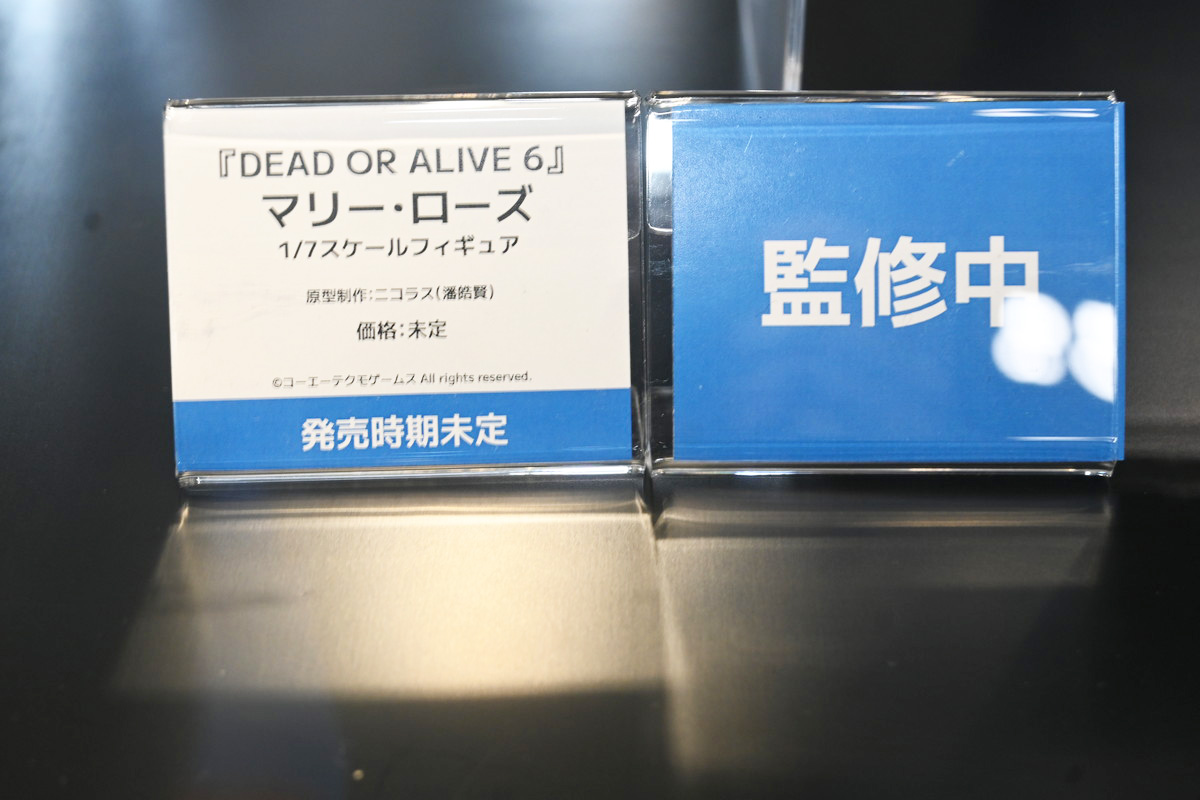 『DEAD OR ALIVE 6』
マリー・ローズ
1/7スケールフィギュア
原型制作:ニコラス(潘皓賢)
価格:未定
©コーエーテクモゲームス All rights reserved.
発売時期未定
監修中